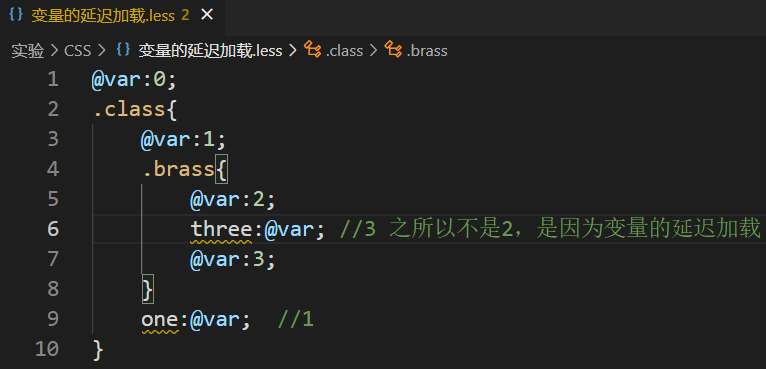 变量的延迟加载.less 2 ×
实验 > CSS > 变量的延迟加载.less > .class > .brass
1 @var:0;
2 .class{
3 @var:1;
4 .brass{
5 @var:2;
6 three:@var; //3 之所以不是2，是因为变量的延迟加载
7 @var:3;
8 }
9 one:@var; //1
10 }